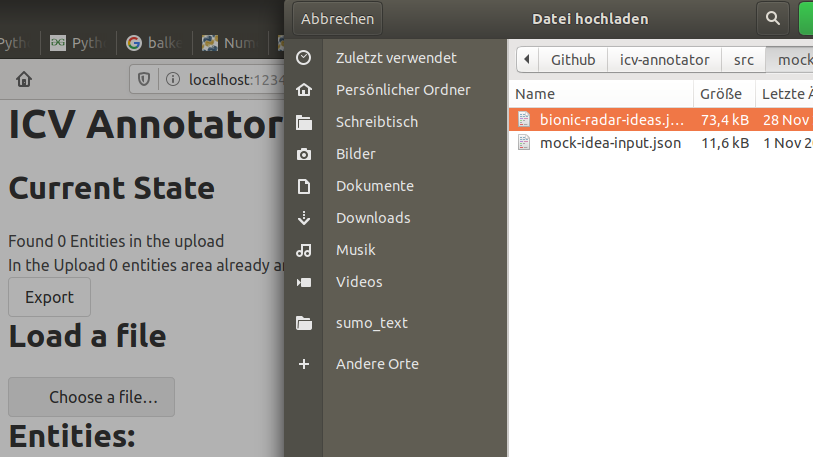 Abbrechen
Datei hochladen
Pyth
Num
balke
localhost:1234
ICV Annotator
Current State
Found 0 Entities in the upload
In the Upload 0 entities area already
Export
Load a file
Choose a file…
Entities:
Zuletzt verwendet
Persönlicher Ordner
Schreibtisch
Bilder
Dokumente
Downloads
Musik
Videos
sumo_text
Andere Orte
Github
icv-annotator
src
mock
Name
Größe
Letzte
bionic-radar-ideas.j…
73,4 kB
28 Nov
mock-idea-input.json
11,6 kB
1 Nov